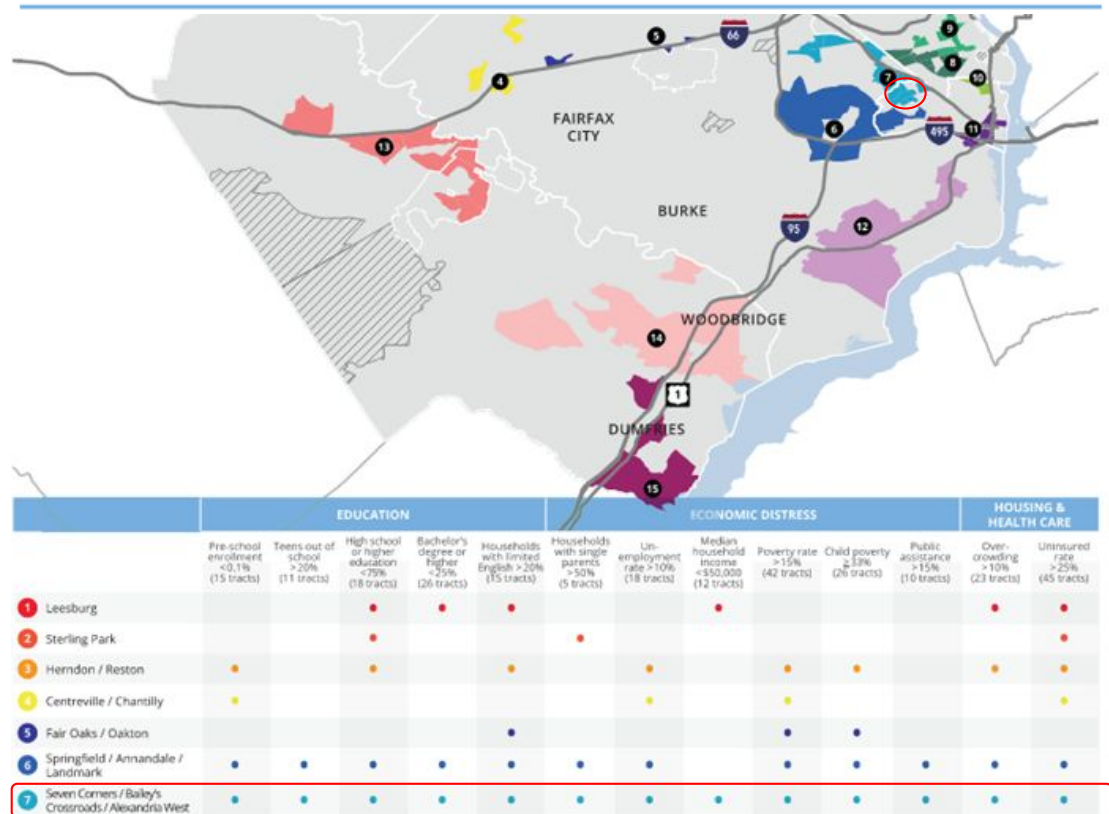 5
66
9
4
7
8
10
FAIRFAX
CITY
13
6
495
11
BURKE
95
12
WOODBRIDGE
14
1
DUMFRIES
15
EDUCATION
ECONOMIC DISTRESS
HOUSING &
HEALTH CARE
Pre-school
enrollment
<0.1%
(15 tracts)
Teens out of
school
>20%
(11 tracts)
High school
or higher
education
<75%
(18 tracts)
Bachelor's
degree or
higher
<25%
(26 tracts)
Households
with limited
English >20%
(15 tracts)
Households
with single
parents
>50%
(5 tracts)
Un-
employment
rate >10%
(18 tracts)
Median
household
income
<$50,000
(12 tracts)
Poverty rate
>15%
(42 tracts)
Child poverty
≥33%
(26 tracts)
Public
assistance
>15%
(10 tracts)
Over-
crowding
>10%
(23 tracts)
Uninsured
rate
>25%
(45 tracts)
1 Leesburg
2 Sterling Park
3 Herndon / Reston
4 Centreville / Chantilly
5 Fair Oaks / Oakton
6 Springfield / Annandale /
Landmark
7 Seven Corners / Bailey's
Crossroads / Alexandria West